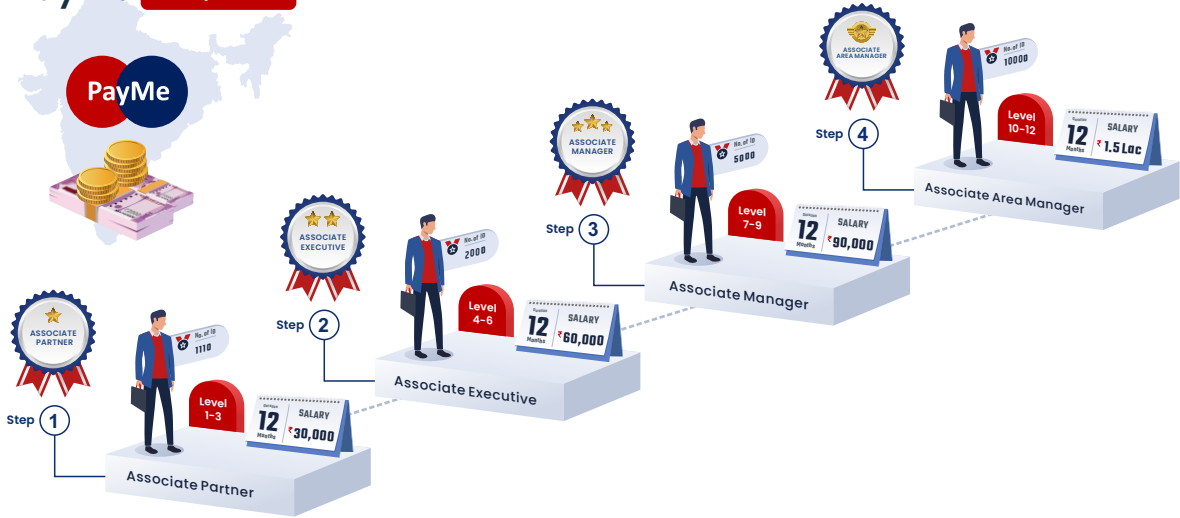 PayMe
ASSOCIATE
PARTNER
No. of ID
1110
Step 1
Level
1-3
12
Months
SALARY
₹30,000
Associate Partner
ASSOCIATE
EXECUTIVE
No. of ID
2000
Step 2
Level
4-6
12
Months
SALARY
₹60,000
Associate Executive
ASSOCIATE
MANAGER
No. of ID
5000
Step 3
Level
7-9
12
Months
SALARY
₹90,000
Associate Manager
ASSOCIATE
AREA MANAGER
No. of ID
10000
Step 4
Level
10-12
12
Months
SALARY
₹ 1.5 Lac
Associate Area Manager